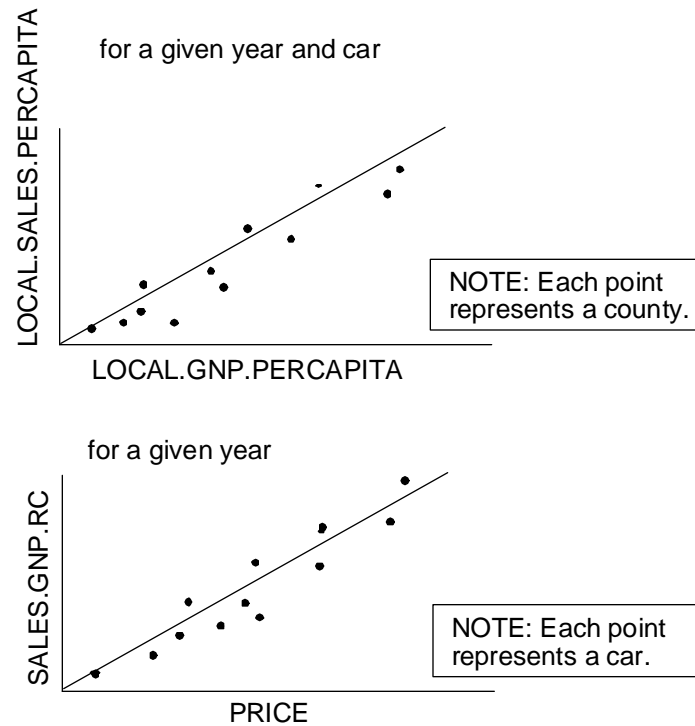 for a given year and car
LOCAL.SALES.PERCAPITA
NOTE: Each point
represents a county.
LOCAL.GNP.PERCAPITA
for a given year
SALES.GNP.RC
NOTE: Each point
represents a car.
PRICE